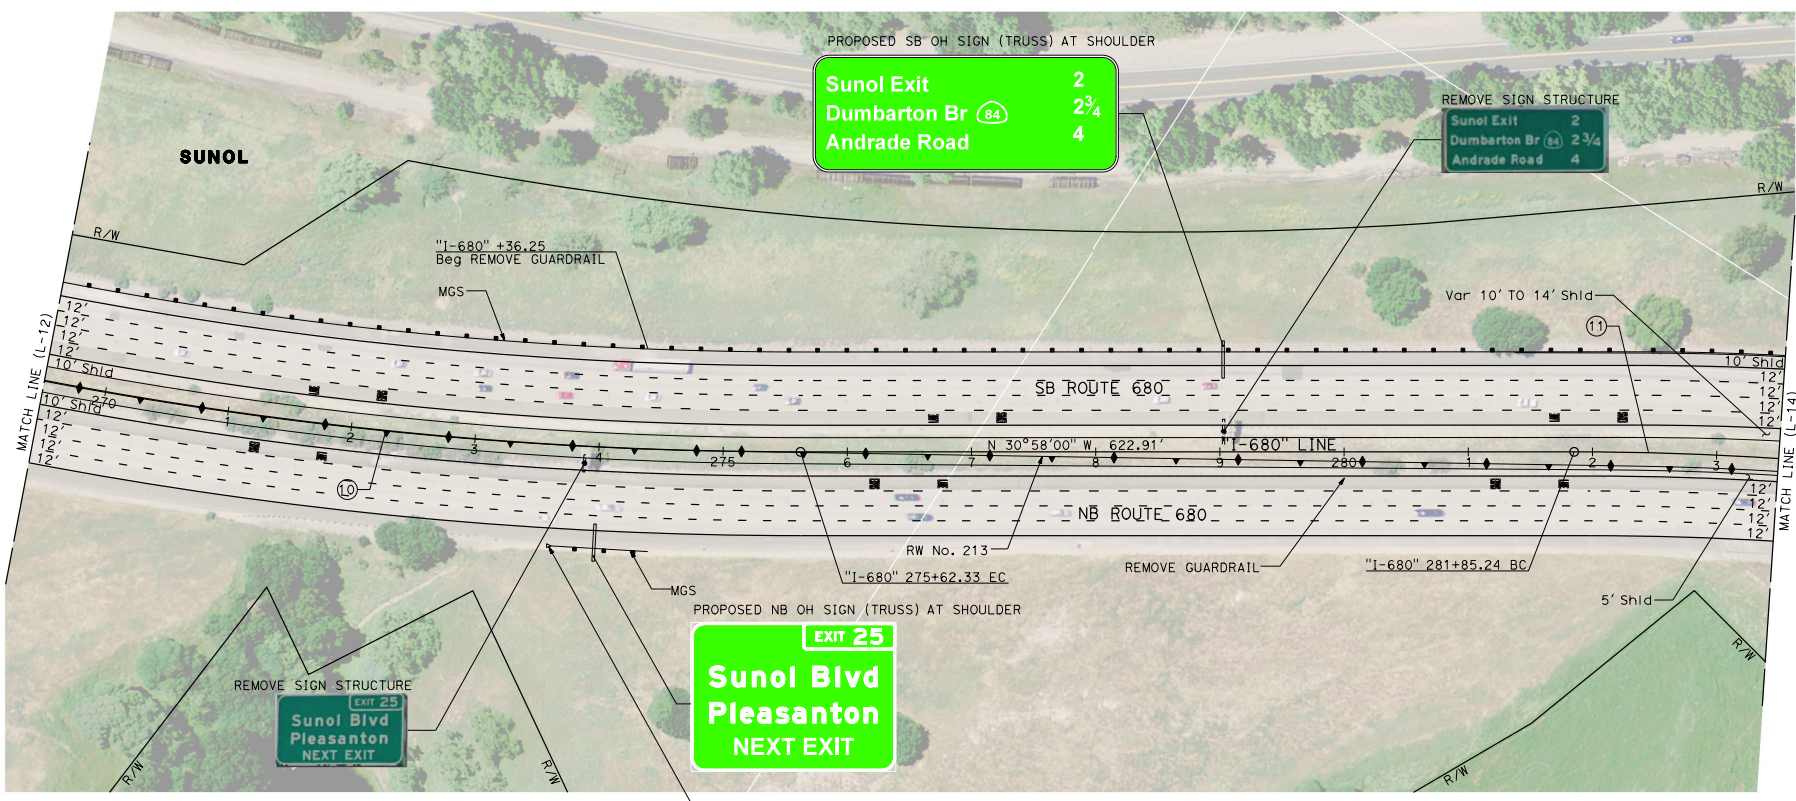 PROPOSED SB OH SIGN (TRUSS) AT SHOULDER
Sunol Exit 2
Dumbarton Br 84 2¾
Andrade Road 4
REMOVE SIGN STRUCTURE
Sunol Exit 2
Dumbarton Br 84 2¾
Andrade Road 4
SUNOL
R/W
R/W
"I-680" +36.25
Beg REMOVE GUARDRAIL
MGS
Var 10' TO 14' Shld
11
MATCH LINE (L-12)
12'
12'
12'
12'
10' Shld
10' Shld
12'
12'
12'
12'
270
1
2
3
4
275
6
7
8
9
280
1
2
3
SB ROUTE 680
N 30°58'00" W 622.91'
"I-680" LINE
NB ROUTE 680
10' Shld
12'
12'
12'
12'
12'
12'
12'
12'
MATCH LINE (L-14)
10
RW No. 213
"I-680" 275+62.33 EC
REMOVE GUARDRAIL
"I-680" 281+85.24 BC
5' Shld
MGS
PROPOSED NB OH SIGN (TRUSS) AT SHOULDER
EXIT 25
Sunol Blvd
Pleasanton
NEXT EXIT
REMOVE SIGN STRUCTURE
EXIT 25
Sunol Blvd
Pleasanton
NEXT EXIT
R/W
R/W
R/W
R/W